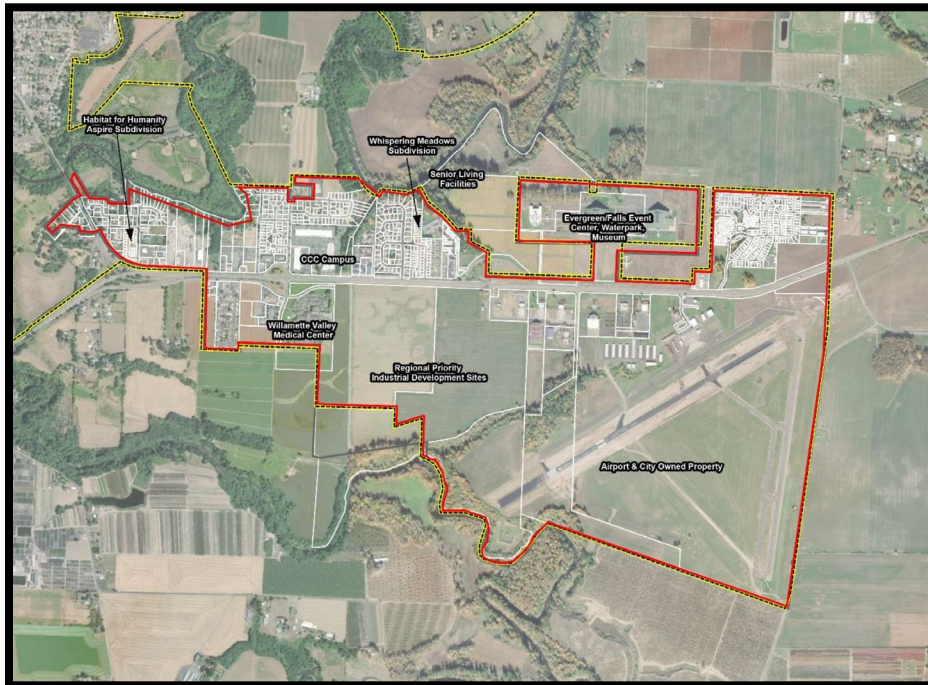 Habitat for Humanity
Aspire Subdivision
Whispering Meadows
Subdivision
Senior Living
Facilities
Evergreen/Falls Event
Center, Waterpark,
Museum
CCC Campus
Willamette Valley
Medical Center
Regional Priority
Industrial Development Sites
Airport & City Owned Property